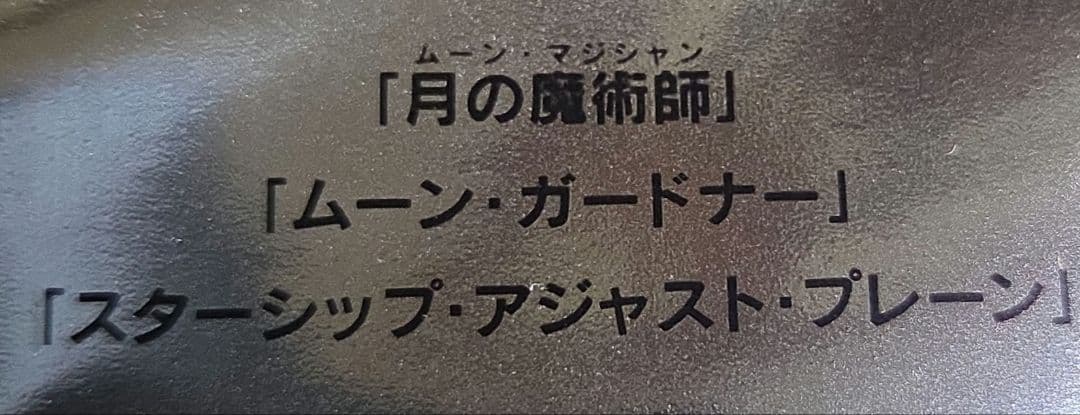 ムーン・マジシャン
「月の魔術師」
「ムーン・ガードナー」
「スターシップ・アジャスト・プレーン」